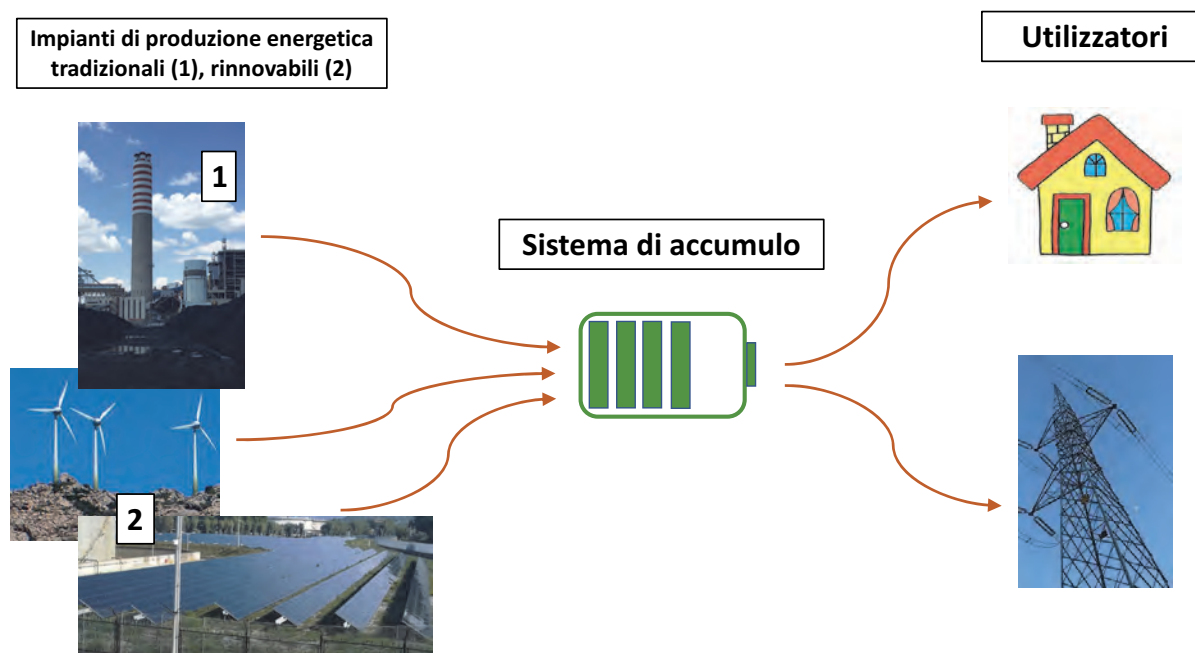 Impianti di produzione energetica
tradizionali (1), rinnovabili (2)
Utilizzatori
1
Sistema di accumulo
2